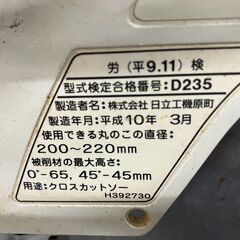 労（平9.11）検
型式検定合格番号:D235
製造者名:株式会社 日立工機原町
製造年月:平成10年 3月
使用できる丸のこの直径:
200〜220mm
被削材の最大高さ:
0°-65, 45°-45mm
用途:クロスカットソー
H392730